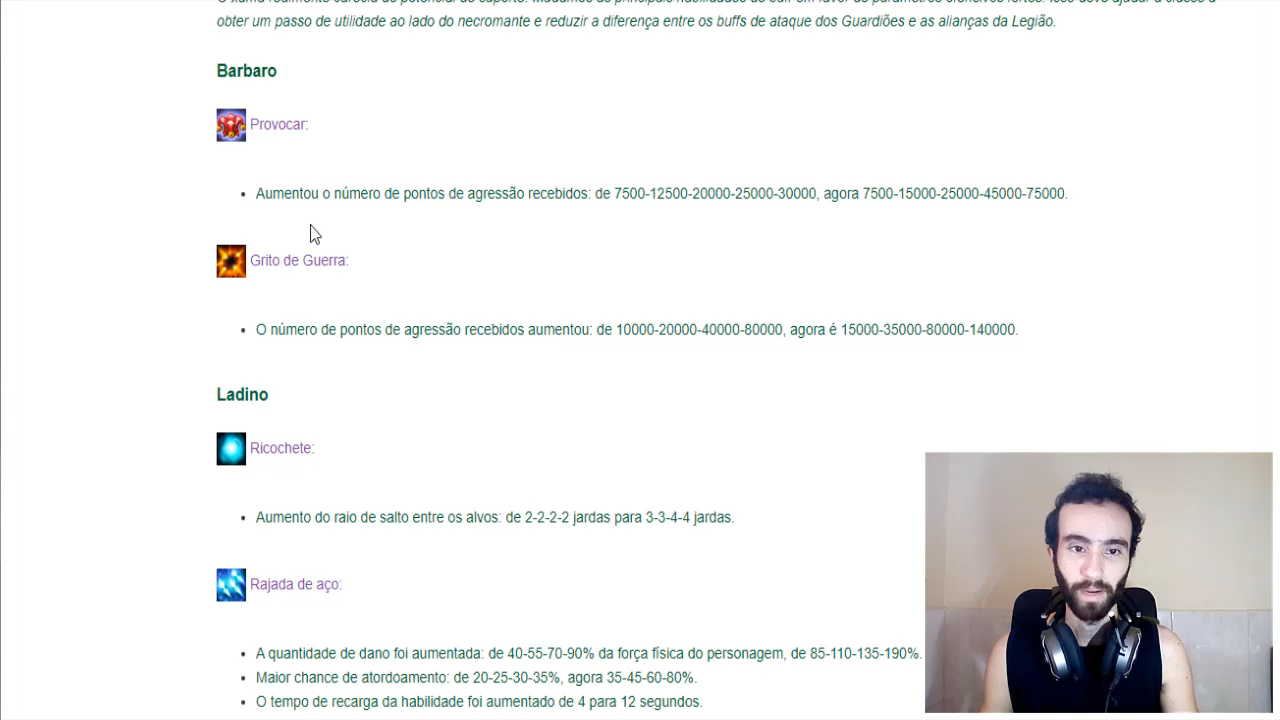 obter um passo de utilidade ao lado do necromante e reduzir a diferença entre os buffs de ataque dos Guardiões e as alianças da Legião.
Barbaro
Provocar:
• Aumentou o número de pontos de agressão recebidos: de 7500-12500-20000-25000-30000, agora 7500-15000-25000-45000-75000.
Grito de Guerra:
• O número de pontos de agressão recebidos aumentou: de 10000-20000-40000-80000, agora é 15000-35000-80000-140000.
Ladino
Ricochete:
• Aumento do raio de salto entre os alvos: de 2-2-2-2 jardas para 3-3-4-4 jardas.
Rajada de aço:
• A quantidade de dano foi aumentada: de 40-55-70-90% da força física do personagem, de 85-110-135-190%.
• Maior chance de atordoamento: de 20-25-30-35%, agora 35-45-60-80%.
• O tempo de recarga da habilidade foi aumentado de 4 para 12 segundos.